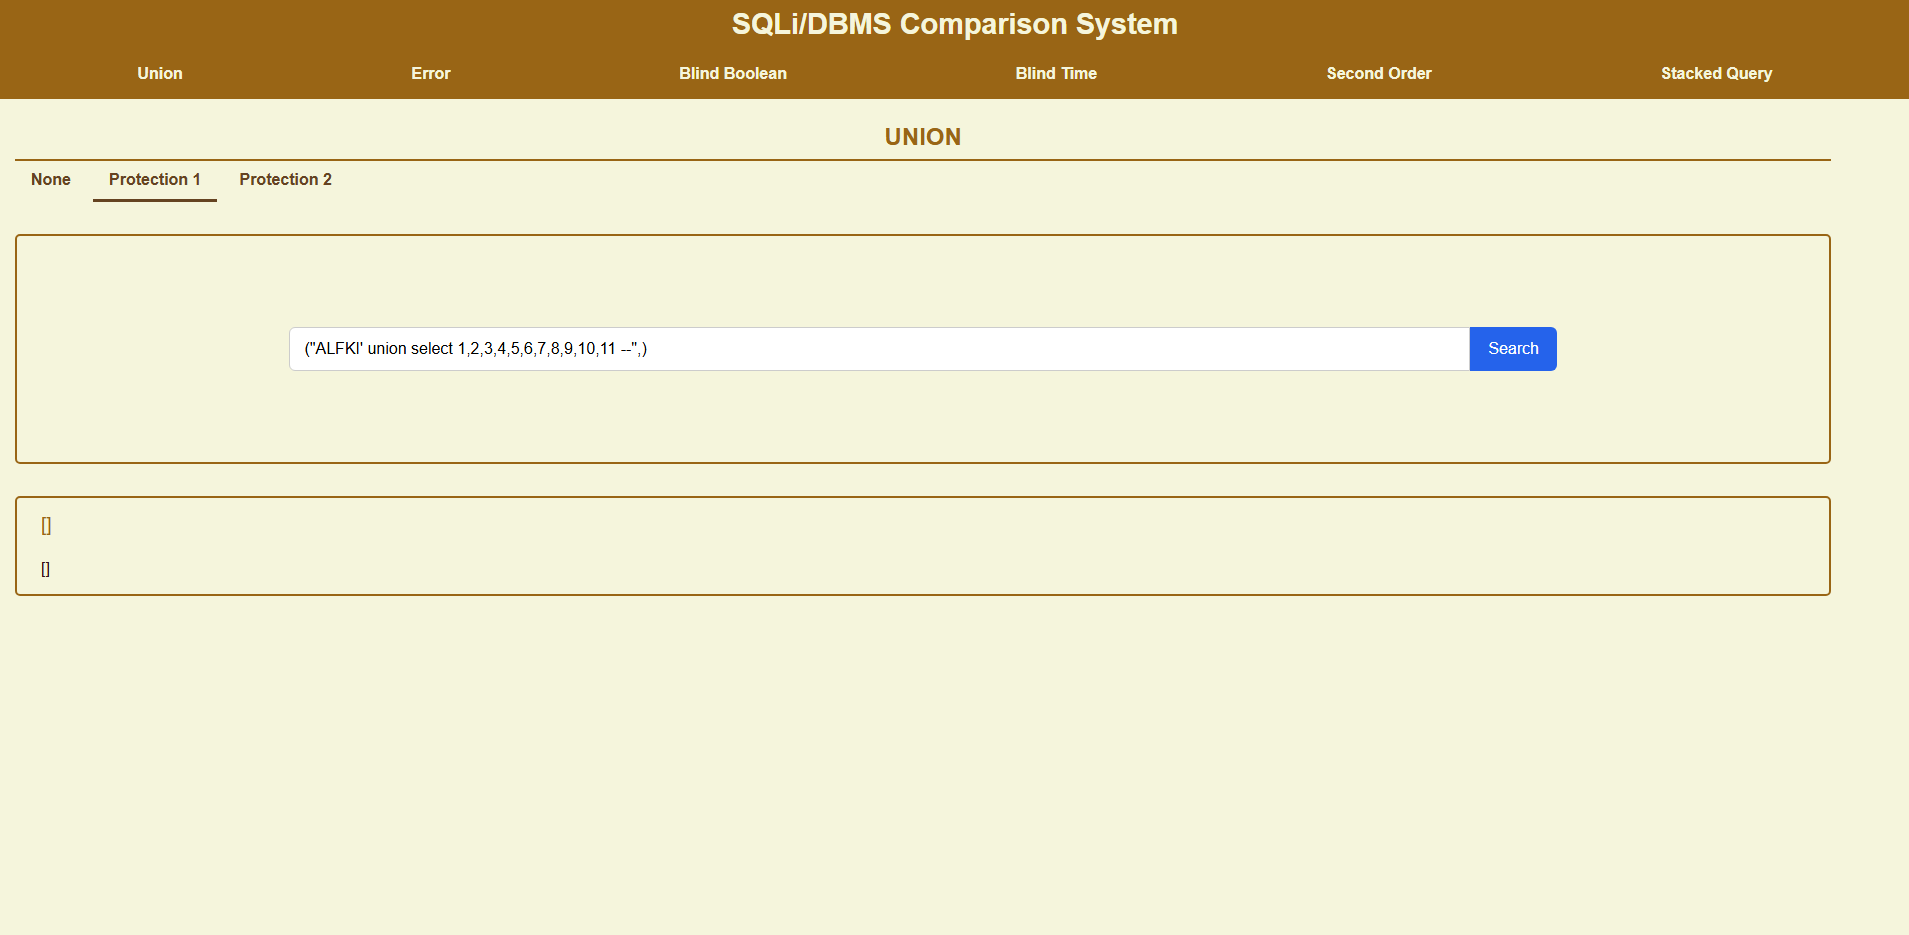 SQLi/DBMS Comparison System
Union Error Blind Boolean Blind Time Second Order Stacked Query
UNION
None Protection 1 Protection 2
("ALFKI' union select 1,2,3,4,5,6,7,8,9,10,11 --",) Search
[]
[]